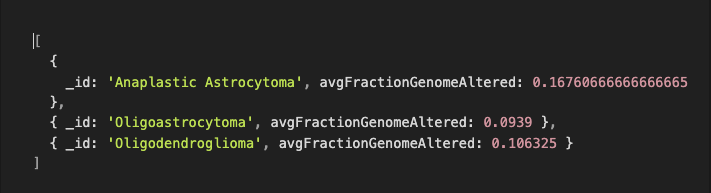 [
  {
    _id: 'Anaplastic Astrocytoma', avgFractionGenomeAltered: 0.16760666666666665
  },
  { _id: 'Oligoastrocytoma', avgFractionGenomeAltered: 0.0939 },
  { _id: 'Oligodendroglioma', avgFractionGenomeAltered: 0.106325 }
]